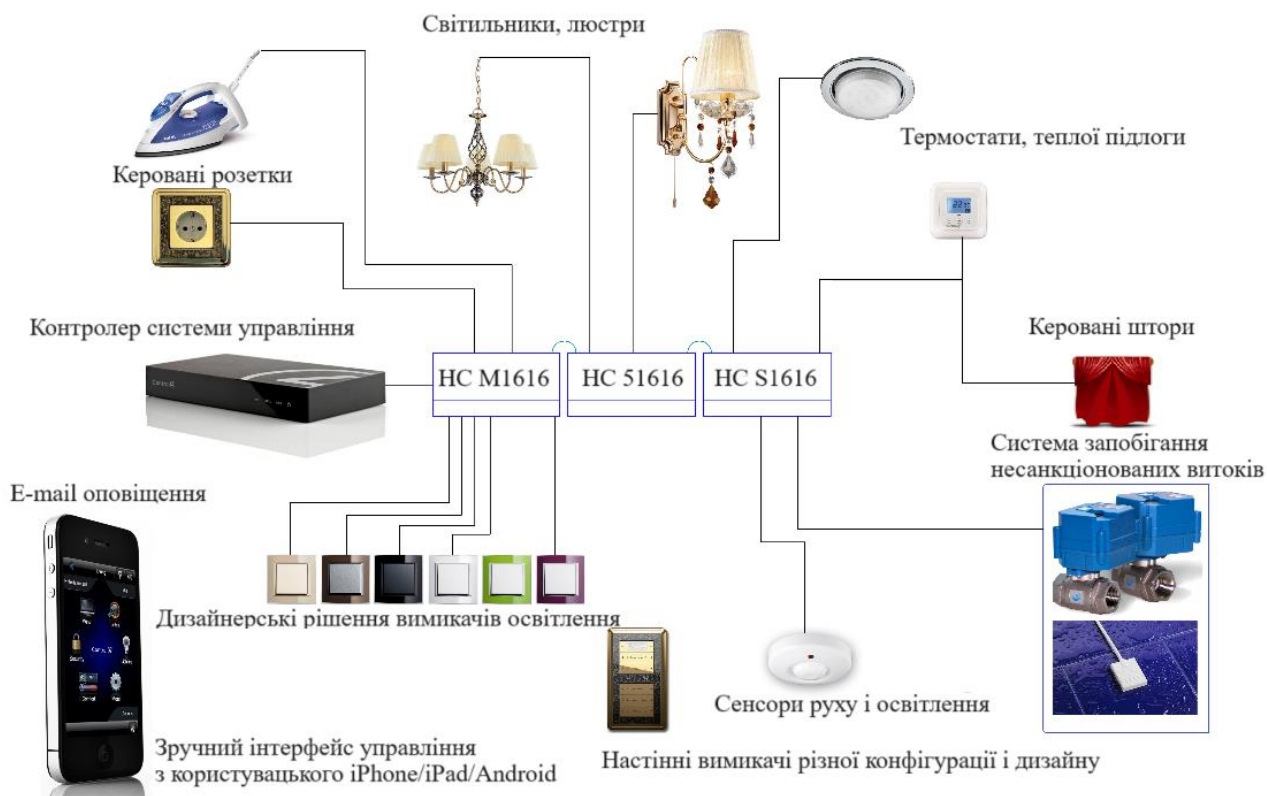 Світильники, люстри
Термостати, теплої підлоги
Керовані розетки
Контролер системи управління
Керовані штори
HC M1616
HC 51616
HC S1616
Система запобігання
несанкціонованих витоків
E-mail оповіщення
Дизайнерські рішення вимикачів освітлення
Сенсори руху і освітлення
Зручний інтерфейс управління
з користувацького iPhone/iPad/Android
Настінні вимикачі різної конфігурації і дизайну